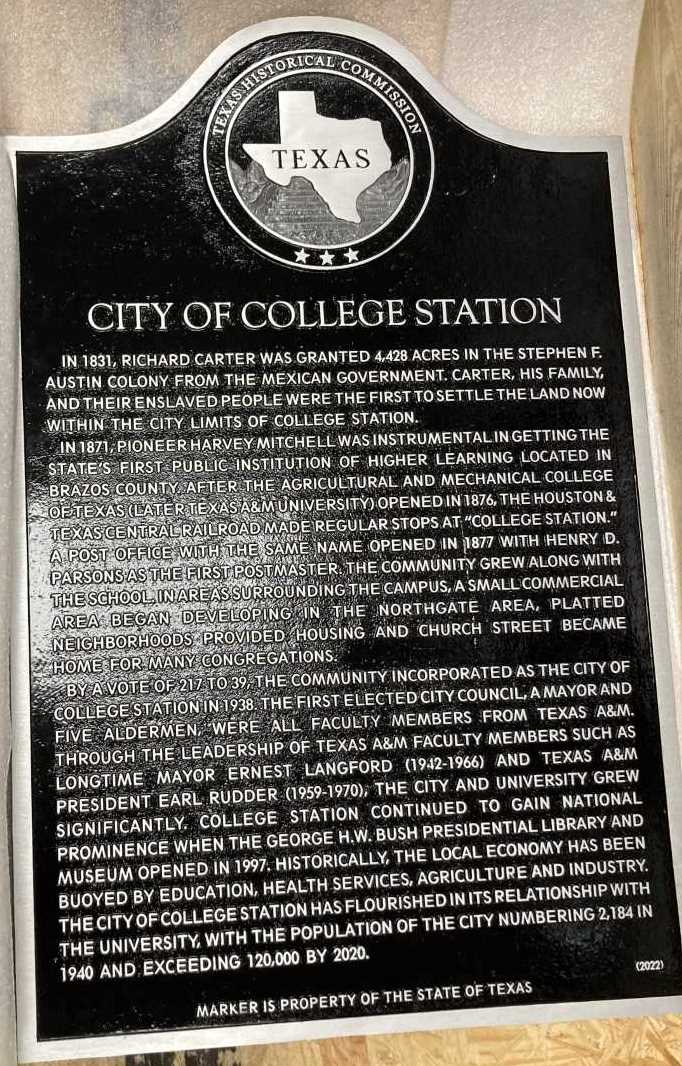 TEXAS HISTORICAL COMMISSION
TEXAS
CITY OF COLLEGE STATION
IN 1831, RICHARD CARTER WAS GRANTED 4,428 ACRES IN THE STEPHEN F.
AUSTIN COLONY FROM THE MEXICAN GOVERNMENT. CARTER, HIS FAMILY,
AND THEIR ENSLAVED PEOPLE WERE THE FIRST TO SETTLE THE LAND NOW
WITHIN THE CITY LIMITS OF COLLEGE STATION.
IN 1871, PIONEER HARVEY MITCHELL WAS INSTRUMENTAL IN GETTING THE
STATE'S FIRST PUBLIC INSTITUTION OF HIGHER LEARNING LOCATED IN
BRAZOS COUNTY. AFTER THE AGRICULTURAL AND MECHANICAL COLLEGE
OF TEXAS (LATER TEXAS A&M UNIVERSITY) OPENED IN 1876, THE HOUSTON &
TEXAS CENTRAL RAILROAD MADE REGULAR STOPS AT "COLLEGE STATION."
A POST OFFICE WITH THE SAME NAME OPENED IN 1877 WITH HENRY D.
PARSONS AS THE FIRST POSTMASTER. THE COMMUNITY GREW ALONG WITH
THE SCHOOL. IN AREAS SURROUNDING THE CAMPUS, A SMALL COMMERCIAL
AREA BEGAN DEVELOPING IN THE NORTHGATE AREA, PLATTED
NEIGHBORHOODS PROVIDED HOUSING AND CHURCH STREET BECAME
HOME FOR MANY CONGREGATIONS.
BY A VOTE OF 217 TO 39, THE COMMUNITY INCORPORATED AS THE CITY OF
COLLEGE STATION IN 1938. THE FIRST ELECTED CITY COUNCIL, A MAYOR AND
FIVE ALDERMEN, WERE ALL FACULTY MEMBERS FROM TEXAS A&M.
THROUGH THE LEADERSHIP OF TEXAS A&M FACULTY MEMBERS SUCH AS
LONGTIME MAYOR ERNEST LANGFORD (1942-1966) AND TEXAS A&M
PRESIDENT EARL RUDDER (1959-1970), THE CITY AND UNIVERSITY GREW
SIGNIFICANTLY. COLLEGE STATION CONTINUED TO GAIN NATIONAL
PROMINENCE WHEN THE GEORGE H.W. BUSH PRESIDENTIAL LIBRARY AND
MUSEUM OPENED IN 1997. HISTORICALLY, THE LOCAL ECONOMY HAS BEEN
BUOYED BY EDUCATION, HEALTH SERVICES, AGRICULTURE AND INDUSTRY.
THE CITY OF COLLEGE STATION HAS FLOURISHED IN ITS RELATIONSHIP WITH
THE UNIVERSITY, WITH THE POPULATION OF THE CITY NUMBERING 2,184 IN
1940 AND EXCEEDING 120,000 BY 2020.
(2022)
MARKER IS PROPERTY OF THE STATE OF TEXAS